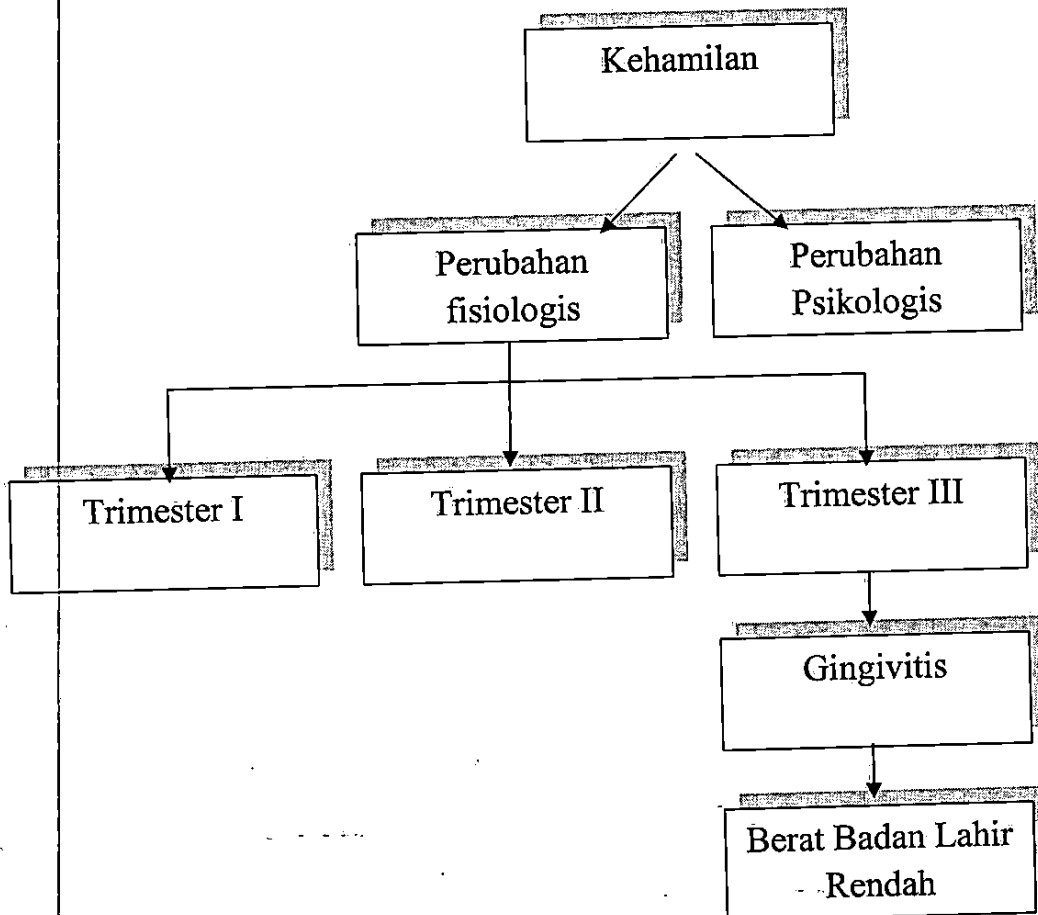 Kehamilan
Perubahan
fisiologis
Perubahan
Psikologis
Trimester I
Trimester II
Trimester III
Gingivitis
Berat Badan Lahir
Rendah